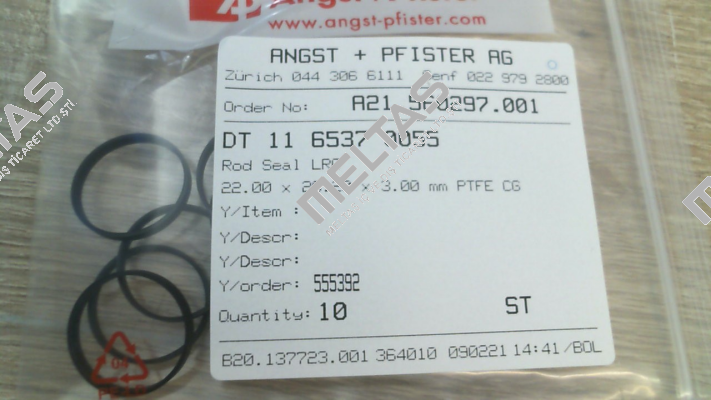 www.angst-pfister.com
ANGST + PFISTER AG
Zürich 044 306 6111 Genf 022 979 2800
Order No: A21 560297.001
DT 11 6537 0055
Rod Seal
22.00 x x 3.00 mm PTFE CG
Y/Item :
Y/Descr:
Y/Descr:
Y/order: 555392
Quantity: 10 ST
B20.137723.001 364010 090221 14:41/BOL
MELTAS
04